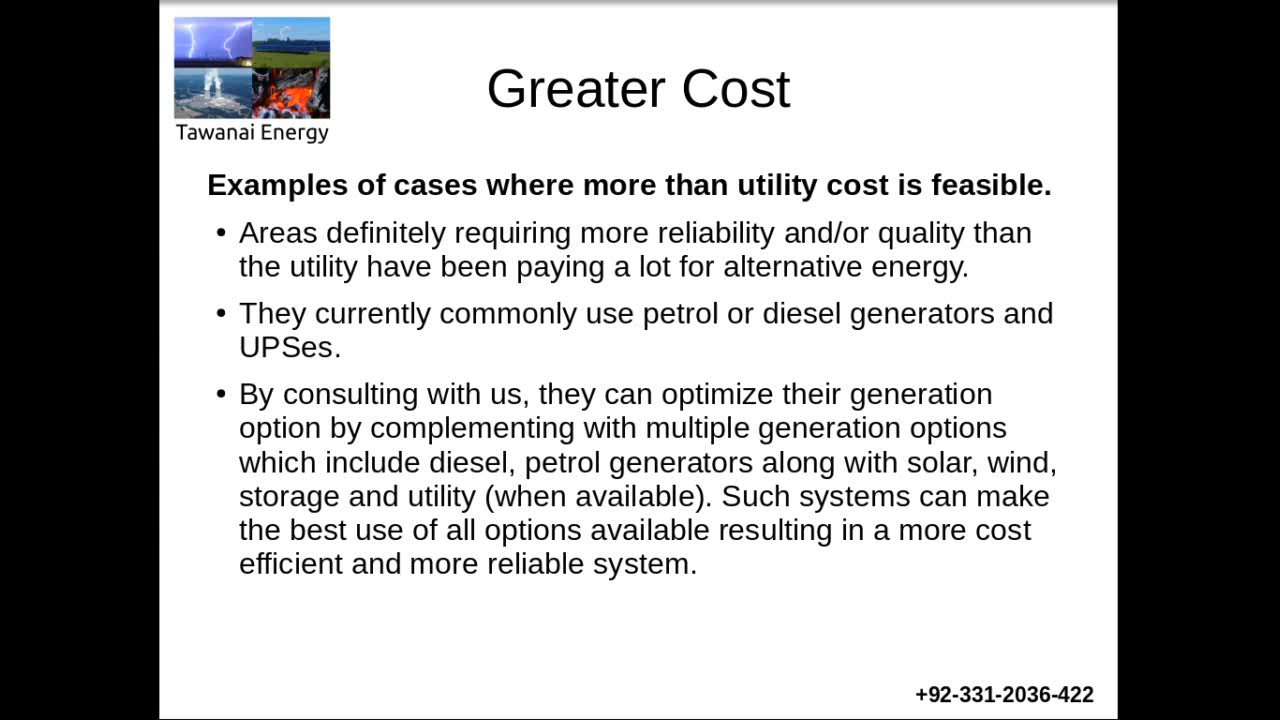 Tawanai Energy
Greater Cost
Examples of cases where more than utility cost is feasible.
• Areas definitely requiring more reliability and/or quality than
the utility have been paying a lot for alternative energy.
• They currently commonly use petrol or diesel generators and
UPSes.
• By consulting with us, they can optimize their generation
option by complementing with multiple generation options
which include diesel, petrol generators along with solar, wind,
storage and utility (when available). Such systems can make
the best use of all options available resulting in a more cost
efficient and more reliable system.
+92-331-2036-422